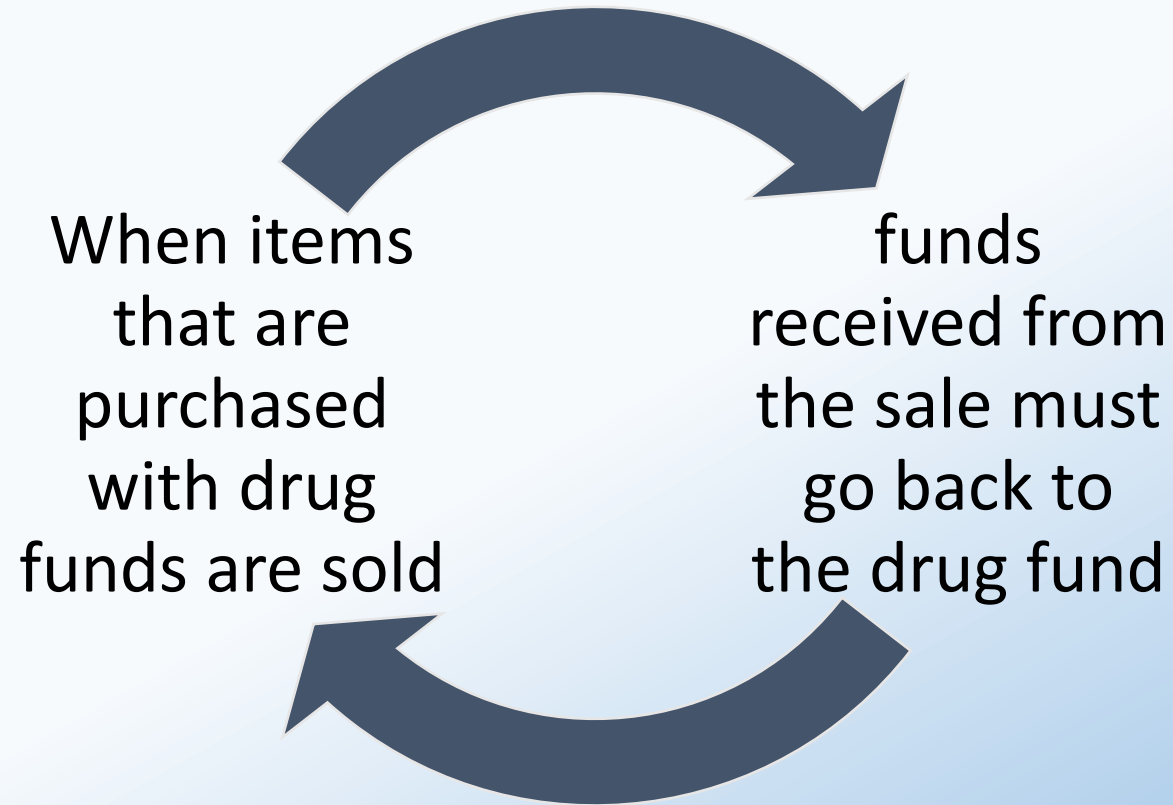 When items
that are
purchased
with drug
funds are sold
funds
received from
the sale must
go back to
the drug fund